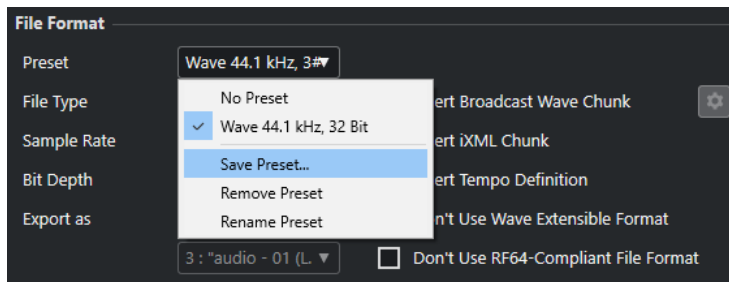 File Format
Preset
Wave 44.1 kHz, 3
File Type
No Preset
ert Broadcast Wave Chunk
Wave 44.1 kHz, 32 Bit
Sample Rate
ert iXML Chunk
Save Preset...
Bit Depth
ert Tempo Definition
Remove Preset
Export as
Rename Preset
n't Use Wave Extensible Format
3 : "audio - 01 (L.
Don't Use RF64-Compliant File Format